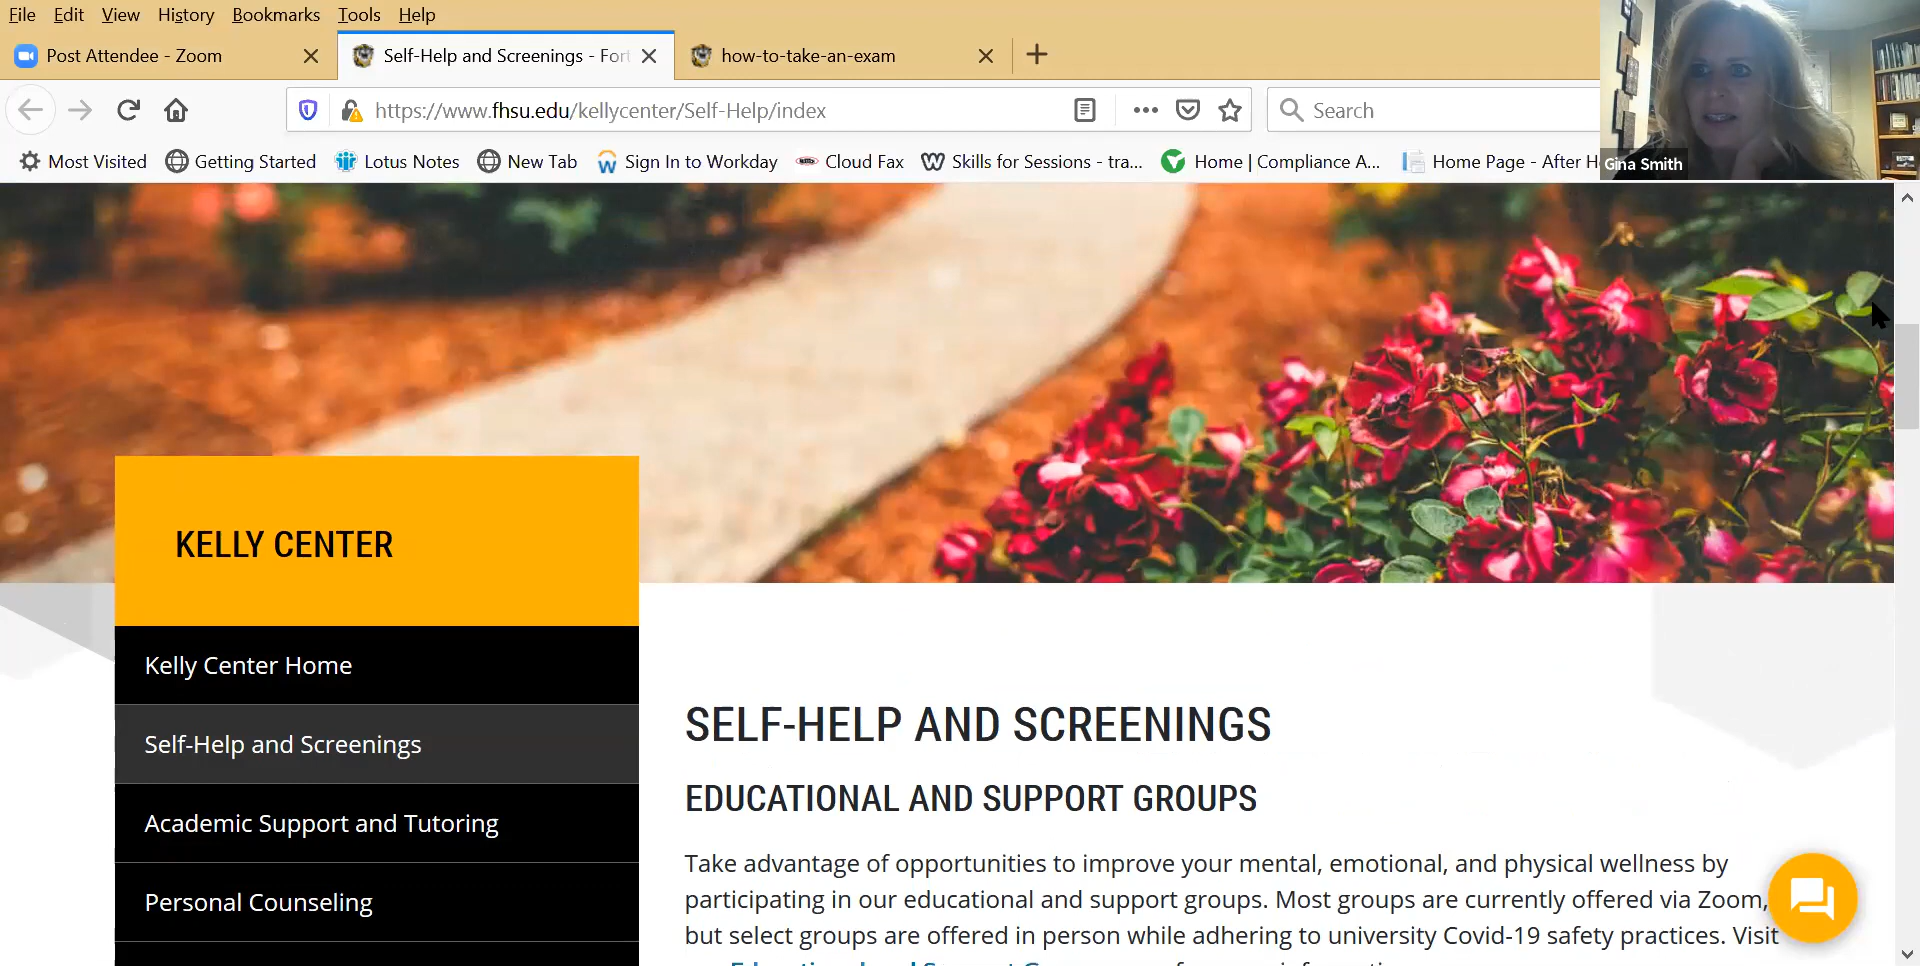 File Edit View History Bookmarks Tools Help
Post Attendee - Zoom
Self-Help and Screenings - Fort
how-to-take-an-exam
https://www.fhsu.edu/kellycenter/Self-Help/index
Search
Most Visited Getting Started Lotus Notes New Tab Sign In to Workday Cloud Fax Skills for Sessions - tra... Home | Compliance A... Home Page - After H
Gina Smith
KELLY CENTER
Kelly Center Home
Self-Help and Screenings
Academic Support and Tutoring
Personal Counseling
SELF-HELP AND SCREENINGS
EDUCATIONAL AND SUPPORT GROUPS
Take advantage of opportunities to improve your mental, emotional, and physical wellness by
participating in our educational and support groups. Most groups are currently offered via Zoom,
but select groups are offered in person while adhering to university Covid-19 safety practices. Visit